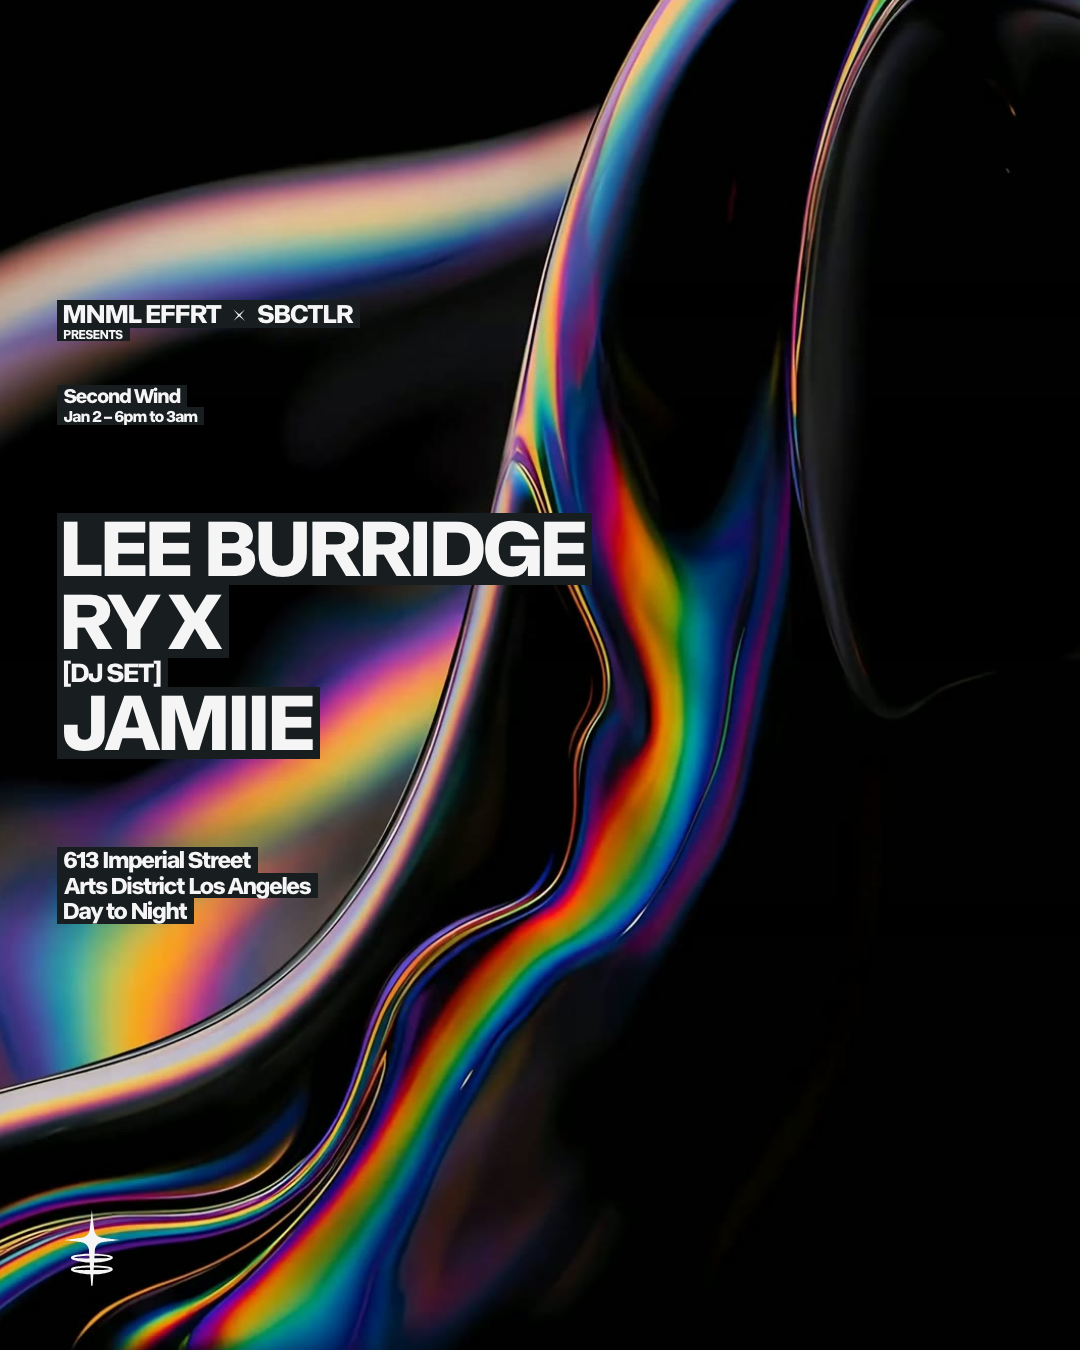 MNML EFFRT × SBCTLR
PRESENTS
Second Wind
Jan 2 – 6pm to 3am
LEE BURRIDGE
RY X
[DJ SET]
JAMIIE
613 Imperial Street
Arts District Los Angeles
Day to Night